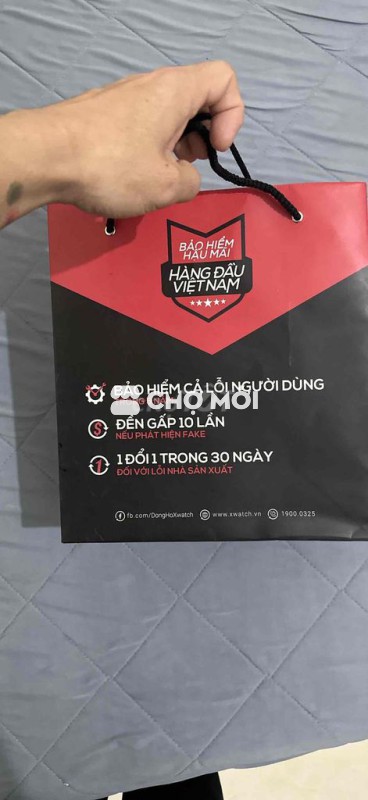 BẢO HIỂM
HẬU MÃI
HÀNG ĐẦU
VIỆT NAM
BẢO HIỂM CẢ LỖI NGƯỜI DÙNG
CHỢ MỚI
ĐỀN GẤP 10 LẦN
NẾU PHÁT HIỆN FAKE
1 ĐỔI 1 TRONG 30 NGÀY
ĐỐI VỚI LỖI NHÀ SẢN XUẤT
fb.com/DongHoXwatch www.xwatch.vn 1900.0325